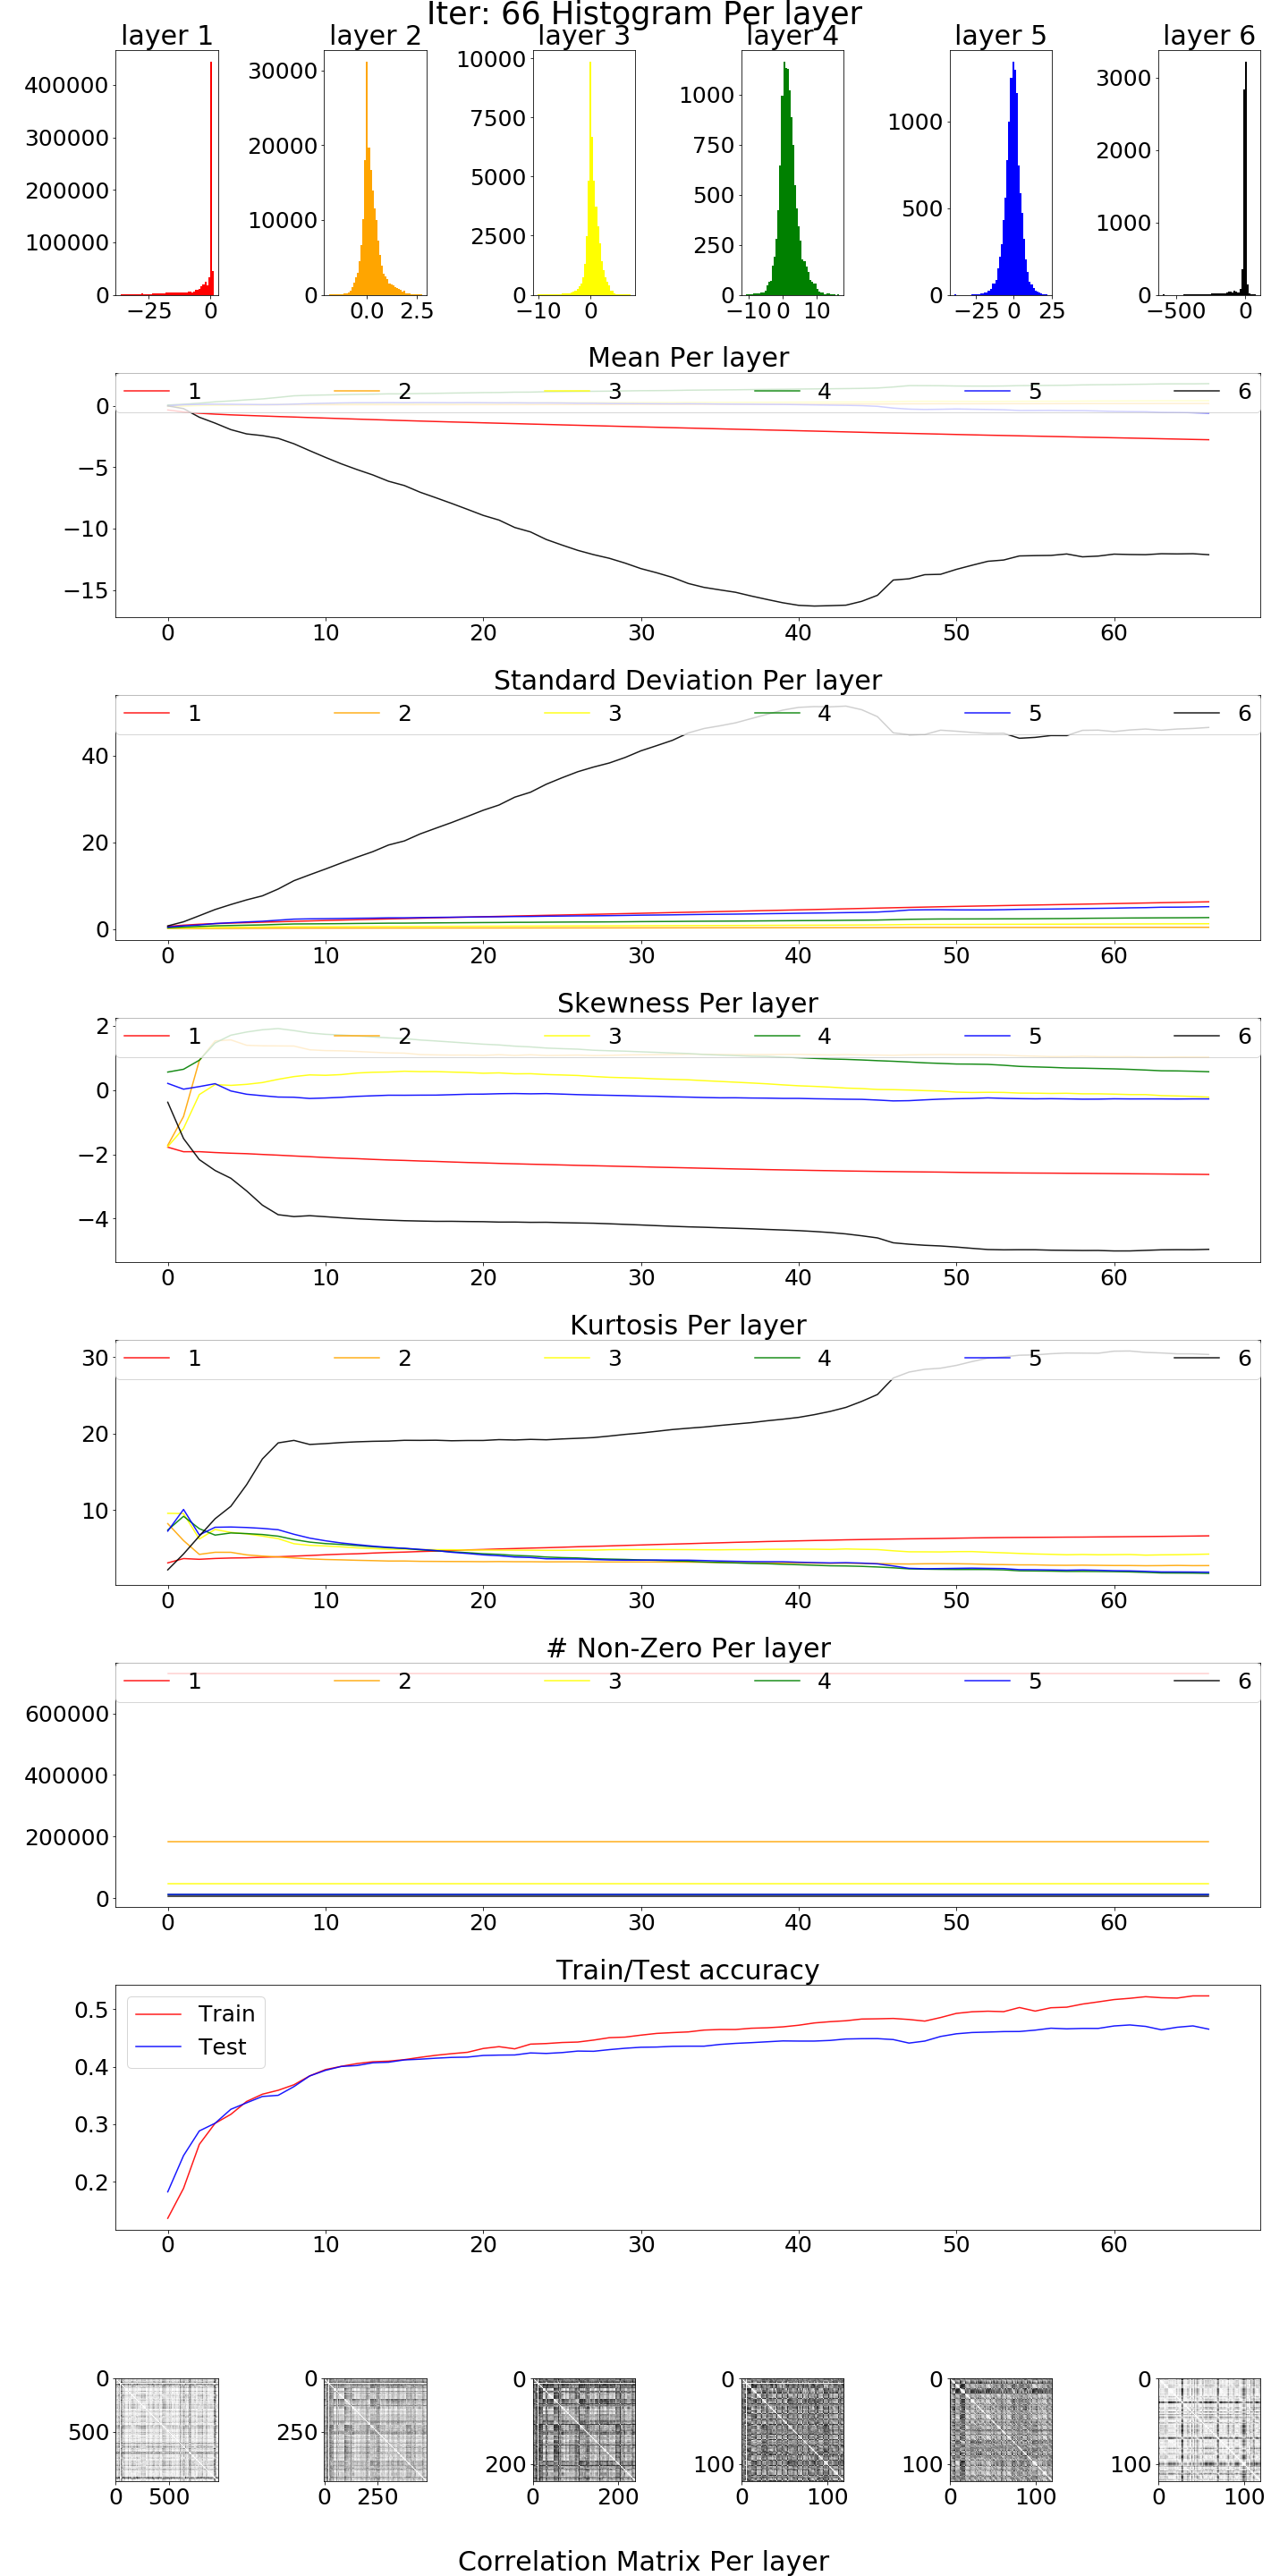 Iter: 66 Histogram Per layer
layer 1 layer 2 layer 3 layer 4 layer 5 layer 6
400000 300000 200000 100000 0
−25 0
30000 20000 10000 0
0.0 2.5
10000 7500 5000 2500 0
−10 0
1000 750 500 250 0
−10 0 10
1000 500 0
−25 0 25
3000 2000 1000 0
−500 0
Mean Per layer
1 2 3 4 5 6
0
−5
−10
−15
0 10 20 30 40 50 60
Standard Deviation Per layer
1 2 3 4 5 6
40
20
0
0 10 20 30 40 50 60
Skewness Per layer
2
1 2 3 4 5 6
0
−2
−4
0 10 20 30 40 50 60
Kurtosis Per layer
30 1 2 3 4 5 6
20
10
0 10 20 30 40 50 60
# Non-Zero Per layer
1 2 3 4 5 6
600000
400000
200000
0
0 10 20 30 40 50 60
Train/Test accuracy
0.5 Train
Test
0.4
0.3
0.2
0 10 20 30 40 50 60
0 0 0 0 0 0
500 250 200 100 100 100
0 500 0 250 0 200 0 100 0 100 0 100
Correlation Matrix Per layer